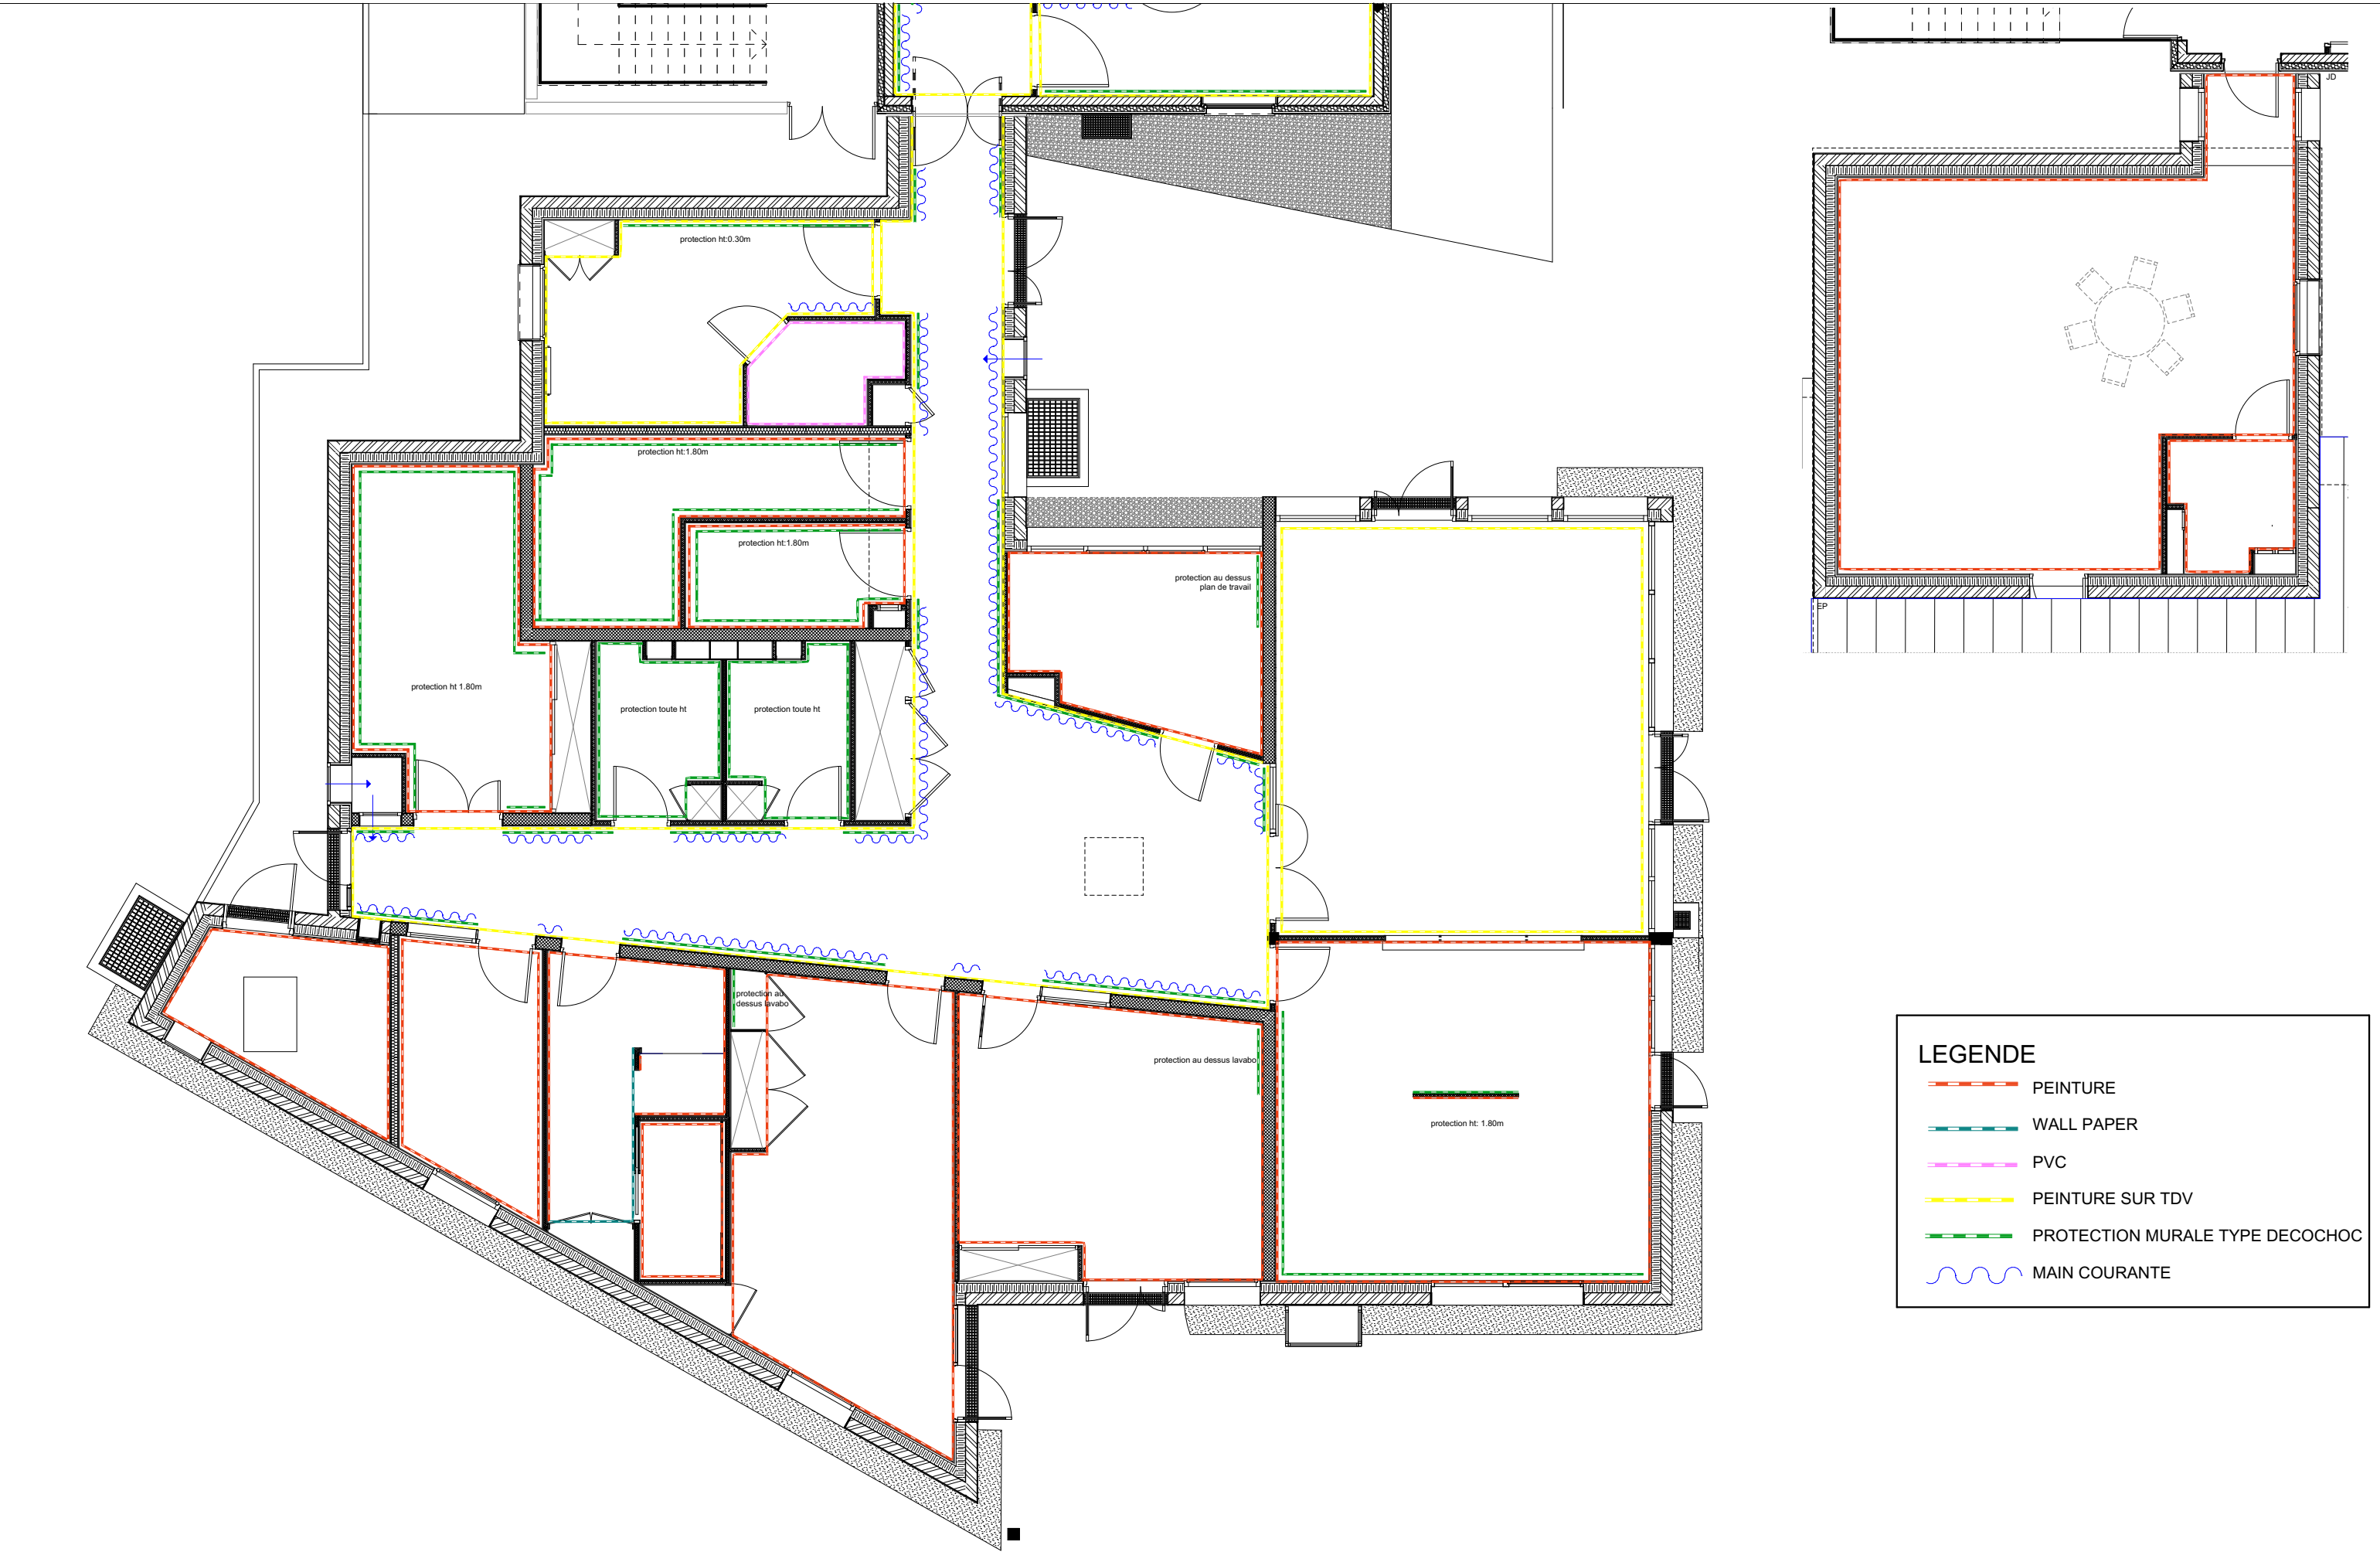 JD
protection ht:0.30m
protection ht:1.80m
protection ht:1.80m
protection au dessus
plan de travail
EP
protection ht 1.80m
protection toute ht
protection toute ht
protection au
dessus lavabo
protection au dessus lavabo
protection ht: 1.80m
LEGENDE
PEINTURE
WALL PAPER
PVC
PEINTURE SUR TDV
PROTECTION MURALE TYPE DECOCHOC
MAIN COURANTE